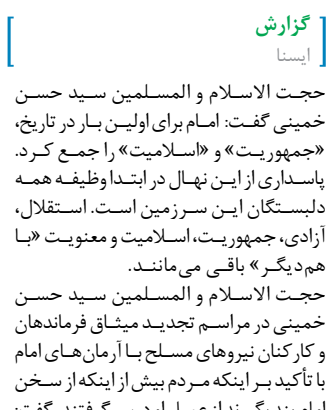 گزارش
ایسنا
حجت الاسلام و المسلمین سید حسن
خمینی گفت: امام برای اولین بار در تاریخ،
«جمهوریت» و «اسلامیت» را جمع کرد.
پاسداری از این نهال در ابتدا وظیفه همه
دلبستگان این سرزمین است. استقلال،
آزادی، جمهوریت، اسلامیت و معنویت «با
هم دیگر» باقی می‌مانند.
حجت الاسلام و المسلمین سید حسن
خمینی در مراسم تجدید میثاق فرماندهان
و کارکنان نیروهای مسلح با آرمان‌های امام
با تأکید بر اینکه مردم بیش از اینکه از سخن